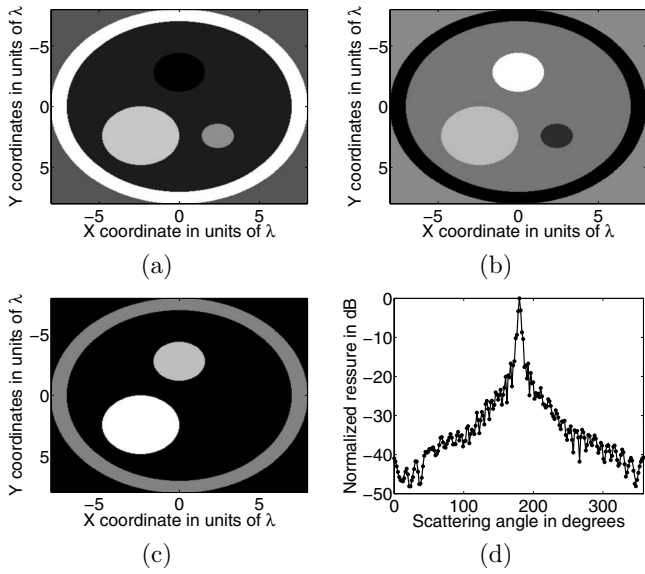 Y coordinates in units of λ
−5
0
5
−5
0
5
X coordinate in units of λ
(a)
Y coordinates in units of λ
−5
0
5
−5
0
5
X coordinate in units of λ
(b)
Y coordinates in units of λ
−5
0
5
−5
0
5
X coordinate in units of λ
(c)
Normalized ressure in dB
0
−10
−20
−30
−40
−50
0
100
200
300
Scattering angle in degrees
(d)